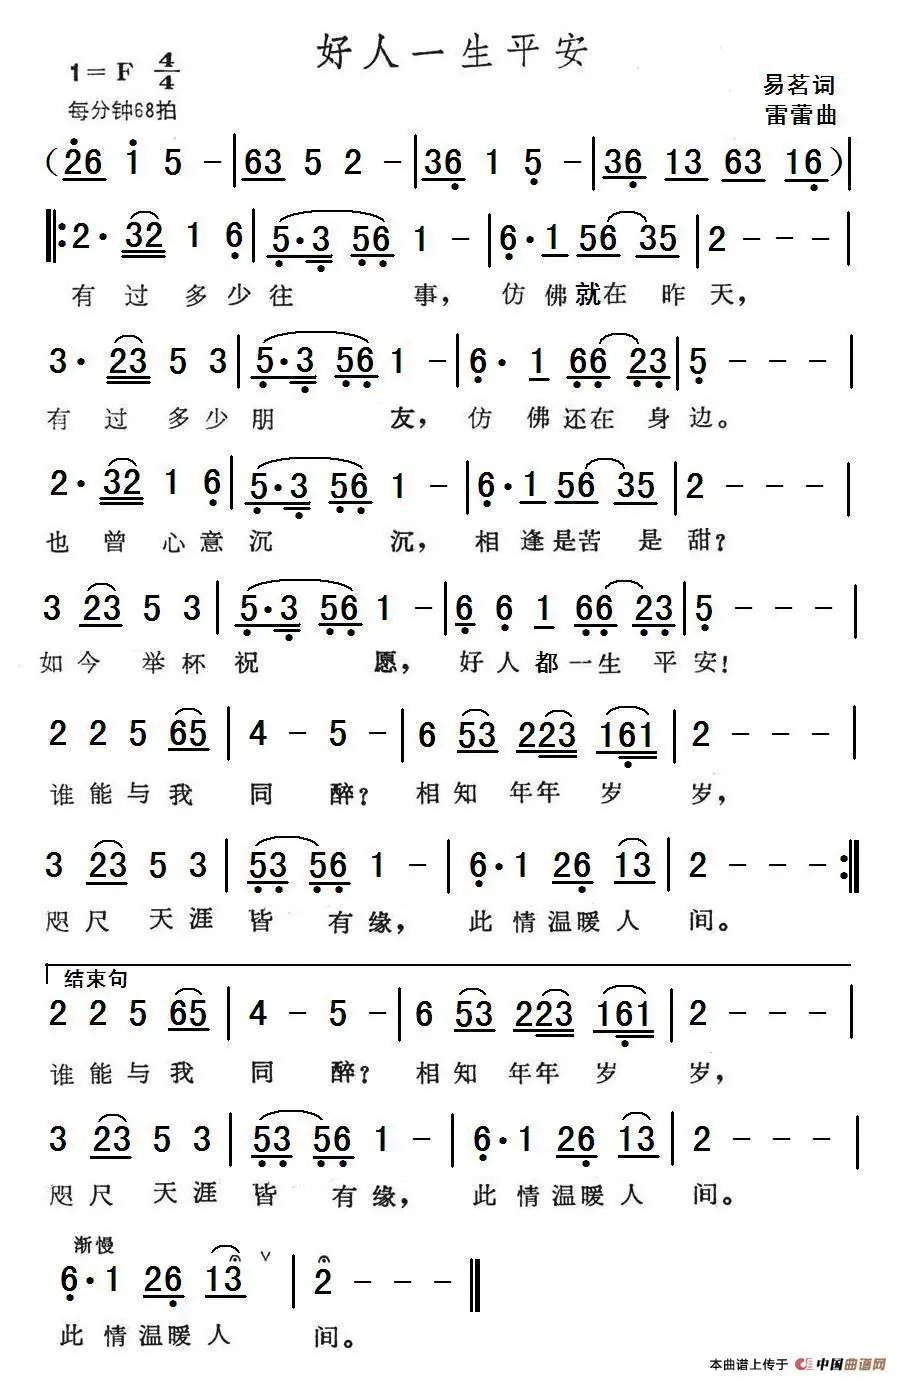 好人一生平安
1=F 4/4
每分钟68拍
易茗词
雷蕾曲
(26 i 5 - | 63 5 2 - | 36 1 5 - | 36 13 63 16 ) |
|: 2· 32 1 6 | 5·3 56 1 - | 6·1 56 35 | 2 - - - |
有过多少往事，仿佛就在昨天，
3· 23 5 3 | 5·3 56 1 - | 6· 1 66 23 | 5 - - - |
有过多少朋友，仿佛还在身边。
2· 32 1 6 | 5·3 56 1 - | 6·1 56 35 | 2 - - - |
也曾心意沉沉，相逢是苦是甜？
3 23 5 3 | 5·3 56 1 - | 6 6 1 66 23 | 5 - - - |
如今举杯祝愿，好人都一生平安！
2 2 5 65 | 4 - 5 - | 6 53 223 161 | 2 - - - |
谁能与我同醉？相知年年岁岁，
3 23 5 3 | 53 56 1 - | 6·1 26 13 | 2 - - - :|
咫尺天涯皆有缘，此情温暖人间。
结束句
2 2 5 65 | 4 - 5 - | 6 53 223 161 | 2 - - - |
谁能与我同醉？相知年年岁岁，
3 23 5 3 | 53 56 1 - | 6·1 26 13 | 2 - - - |
咫尺天涯皆有缘，此情温暖人间。
渐慢
6·1 26 13 ∨ | 2 - - - ‖
此情温暖人间。
本曲谱上传于 中国曲谱网